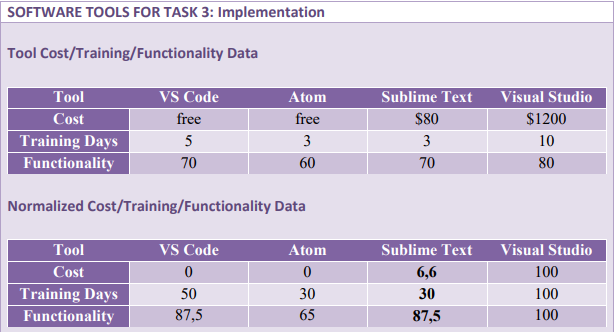 SOFTWARE TOOLS FOR TASK 3: Implementation
Tool Cost/Training/Functionality Data
Tool VS Code Atom Sublime Text Visual Studio
Cost free free $80 $1200
Training Days 5 3 3 10
Functionality 70 60 70 80
Normalized Cost/Training/Functionality Data
Tool VS Code Atom Sublime Text Visual Studio
Cost 0 0 6,6 100
Training Days 50 30 30 100
Functionality 87,5 65 87,5 100